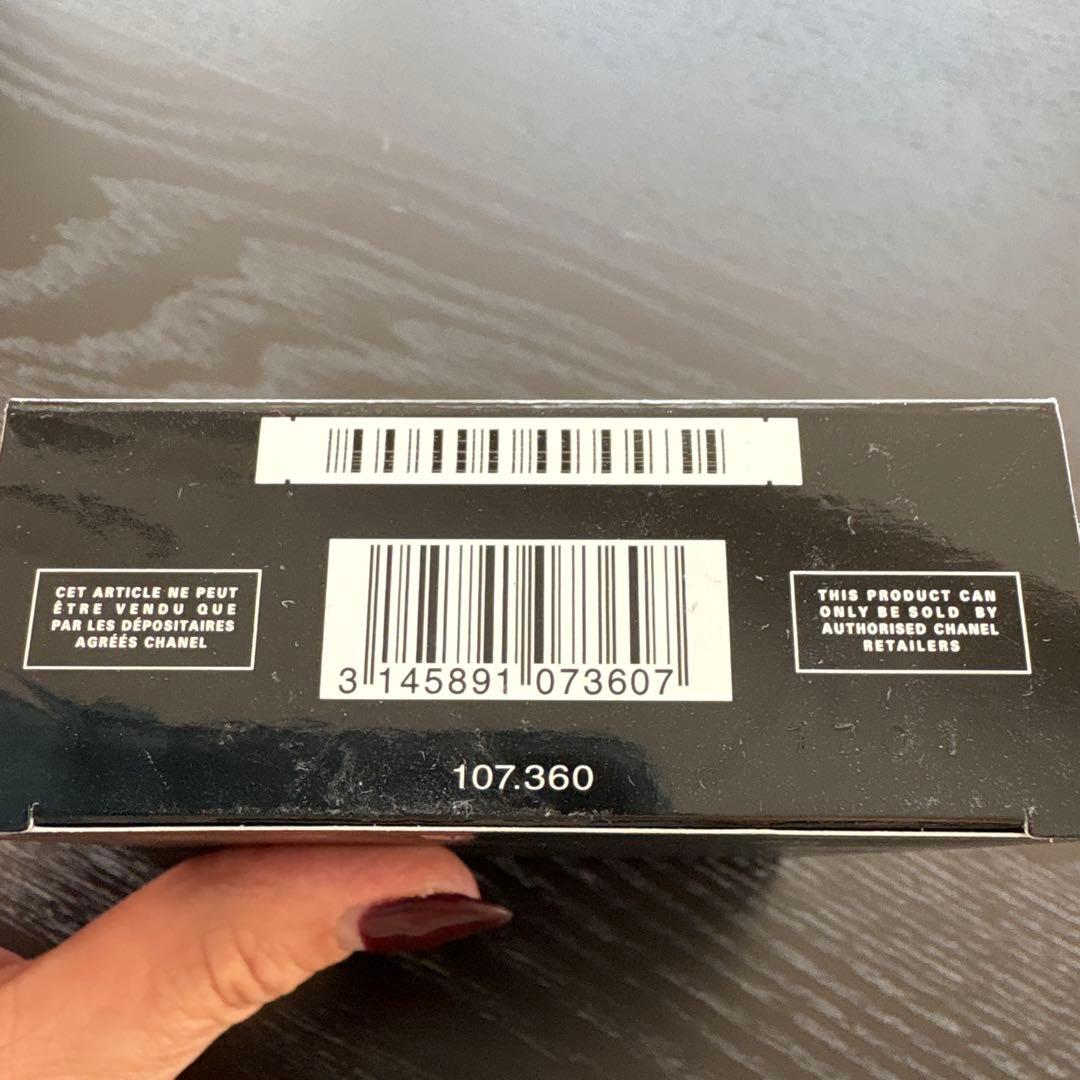 CET ARTICLE NE PEUT
ÊTRE VENDU QUE
PAR LES DÉPOSITAIRES
AGRÉÉS CHANEL
3 145891 073607
THIS PRODUCT CAN
ONLY BE SOLD BY
AUTHORISED CHANEL
RETAILERS
107.360